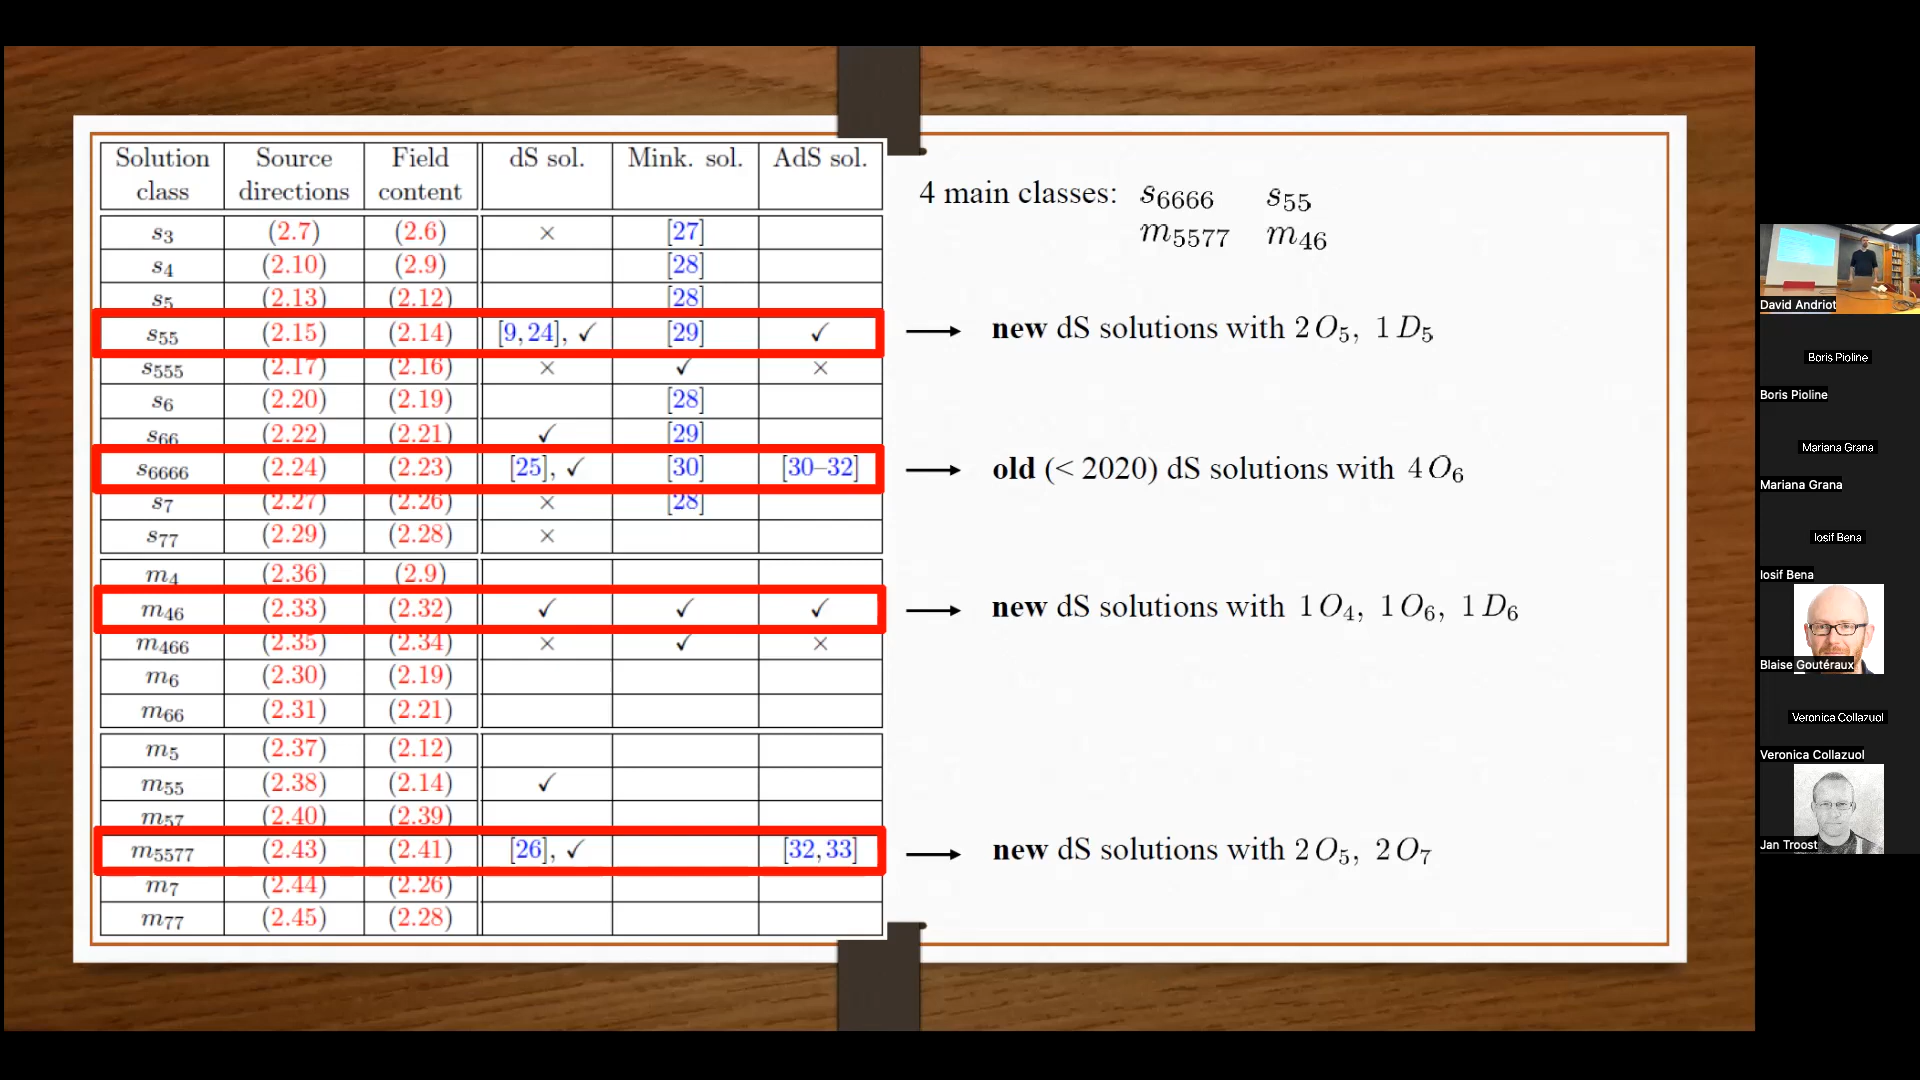 Solution class | Source directions | Field content | dS sol. | Mink. sol. | AdS sol.
s3 | (2.7) | (2.6) | × | [27] |
s4 | (2.10) | (2.9) | | [28] |
s5 | (2.13) | (2.12) | | [28] |
s55 | (2.15) | (2.14) | [9,24], ✓ | [29] | ✓
s555 | (2.17) | (2.16) | × | ✓ | ×
s6 | (2.20) | (2.19) | | [28] |
s66 | (2.22) | (2.21) | ✓ | [29] |
s6666 | (2.24) | (2.23) | [25], ✓ | [30] | [30–32]
s7 | (2.27) | (2.26) | × | [28] |
s77 | (2.29) | (2.28) | × | |
m4 | (2.36) | (2.9) | | |
m46 | (2.33) | (2.32) | ✓ | ✓ | ✓
m466 | (2.35) | (2.34) | × | ✓ | ×
m6 | (2.30) | (2.19) | | |
m66 | (2.31) | (2.21) | | |
m5 | (2.37) | (2.12) | | |
m55 | (2.38) | (2.14) | ✓ | |
m57 | (2.40) | (2.39) | | |
m5577 | (2.43) | (2.41) | [26], ✓ | | [32,33]
m7 | (2.44) | (2.26) | | |
m77 | (2.45) | (2.28) | | |
4 main classes: s6666 s55
m5577 m46
new dS solutions with 2 O5, 1 D5
old (< 2020) dS solutions with 4 O6
new dS solutions with 1 O4, 1 O6, 1 D6
new dS solutions with 2 O5, 2 O7
David Andriot
Boris Pioline
Boris Pioline
Mariana Grana
Mariana Grana
Iosif Bena
Iosif Bena
Blaise Goutéraux
Veronica Collazuol
Veronica Collazuol
Jan Troost